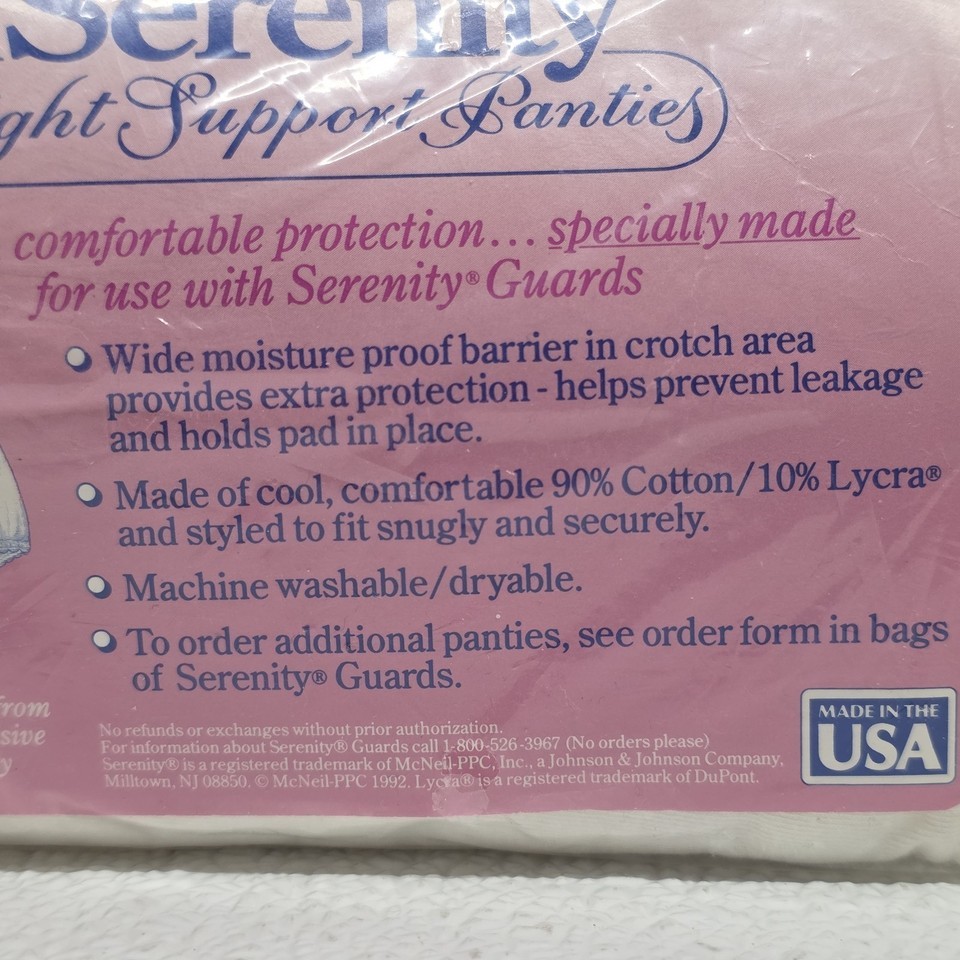 Serenity
ght Support Panties
comfortable protection... specially made
for use with Serenity® Guards
Wide moisture proof barrier in crotch area
provides extra protection - helps prevent leakage
and holds pad in place.
Made of cool, comfortable 90% Cotton/10% Lycra®
and styled to fit snugly and securely.
Machine washable/dryable.
To order additional panties, see order form in bags
of Serenity® Guards.
rom
sive
y
No refunds or exchanges without prior authorization.
For information about Serenity® Guards call 1-800-526-3967 (No orders please)
Serenity® is a registered trademark of McNeil-PPC, Inc., a Johnson & Johnson Company,
Milltown, NJ 08850. © McNeil-PPC 1992. Lycra® is a registered trademark of DuPont.
MADE IN THE
USA